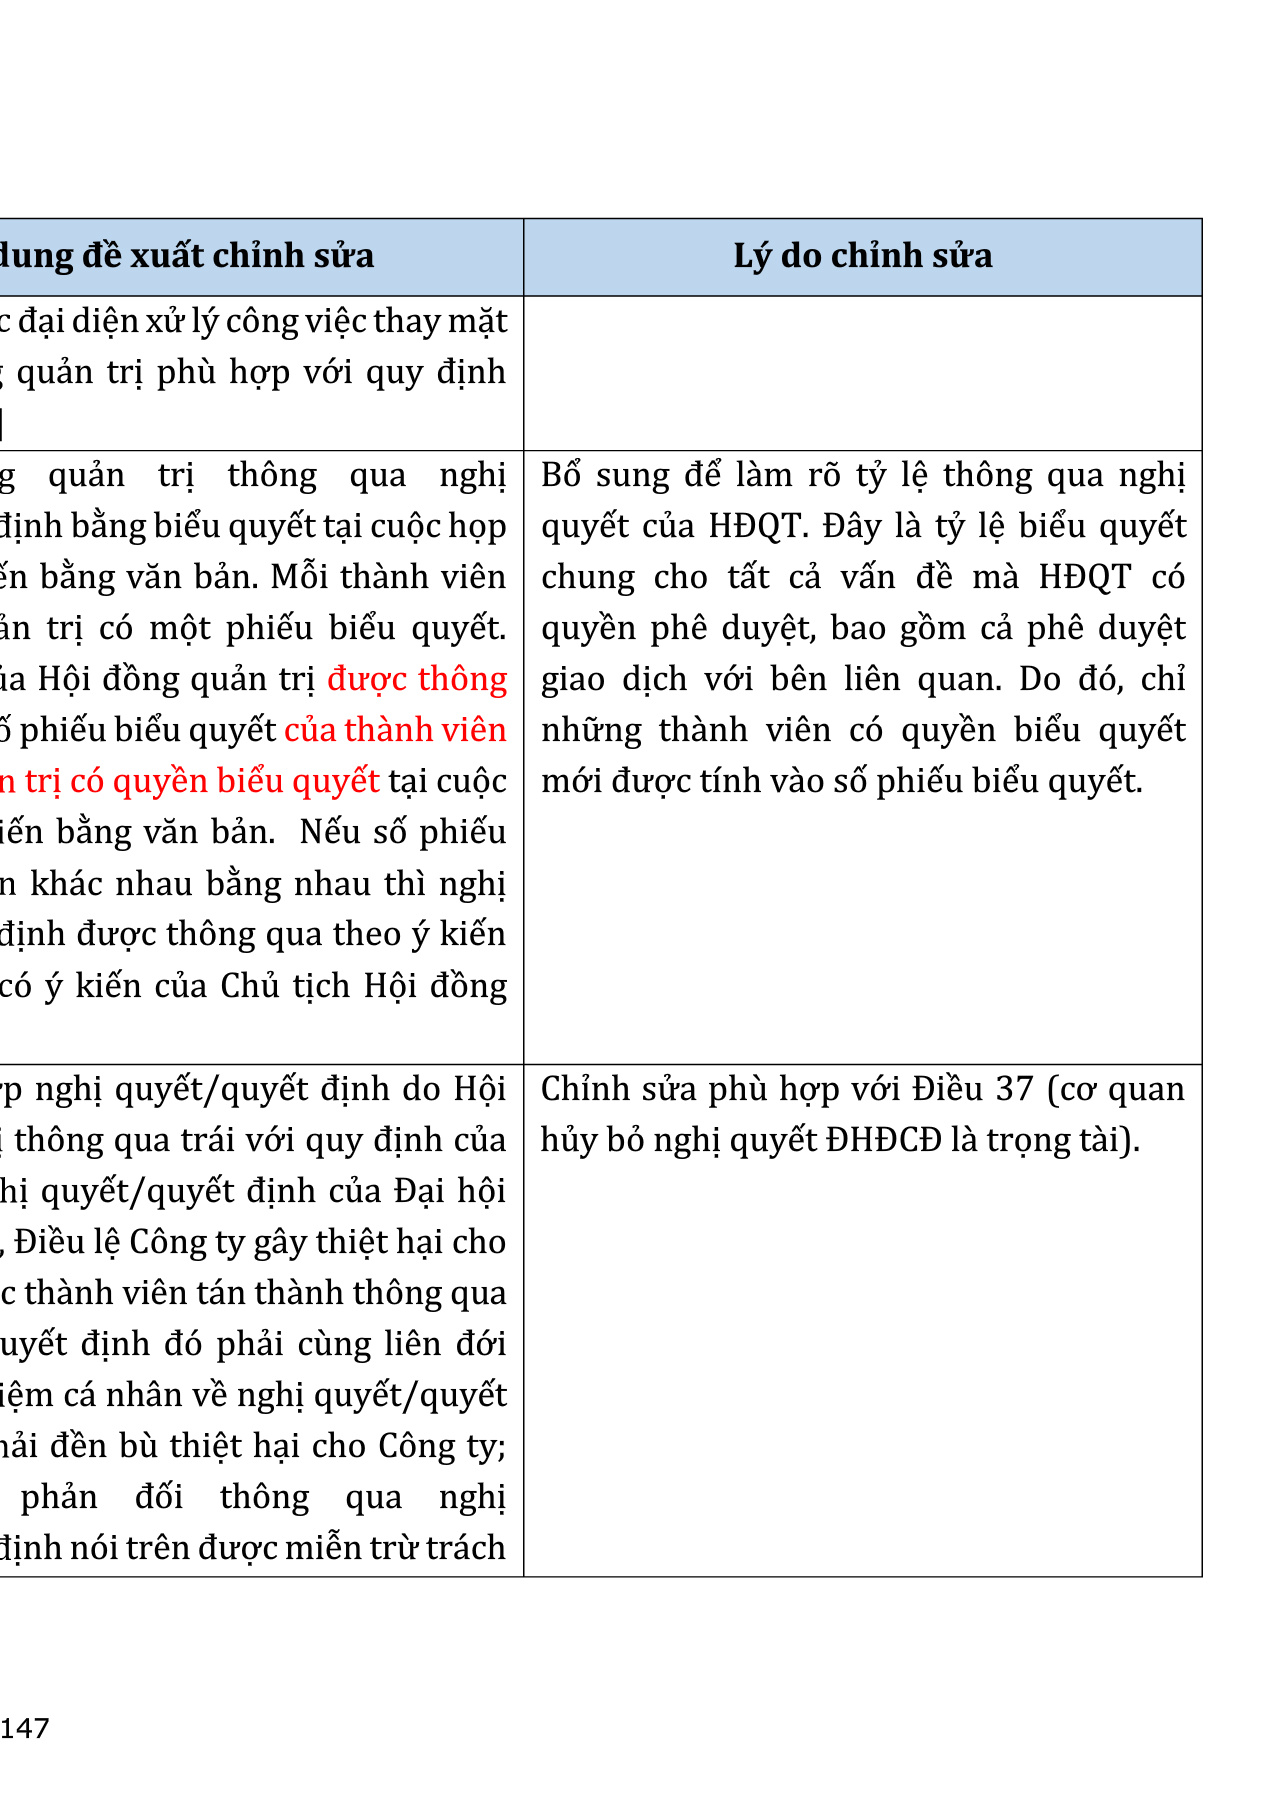 dung đề xuất chỉnh sửa
Lý do chỉnh sửa
đại diện xử lý công việc thay mặt
quản trị phù hợp với quy định
]
quản trị thông qua nghị
định bằng biểu quyết tại cuộc họp
bằng văn bản. Mỗi thành viên
trị có một phiếu biểu quyết.
Hội đồng quản trị được thông
phiếu biểu quyết của thành viên
trị có quyền biểu quyết tại cuộc
bằng văn bản. Nếu số phiếu
khác nhau bằng nhau thì nghị
định được thông qua theo ý kiến
có ý kiến của Chủ tịch Hội đồng
Bổ sung để làm rõ tỷ lệ thông qua nghị
quyết của HĐQT. Đây là tỷ lệ biểu quyết
chung cho tất cả vấn đề mà HĐQT có
quyền phê duyệt, bao gồm cả phê duyệt
giao dịch với bên liên quan. Do đó, chỉ
những thành viên có quyền biểu quyết
mới được tính vào số phiếu biểu quyết.
nghị quyết/quyết định do Hội
thông qua trái với quy định của
quyết/quyết định của Đại hội
, Điều lệ Công ty gây thiệt hại cho
thành viên tán thành thông qua
định đó phải cùng liên đới
cá nhân về nghị quyết/quyết
đền bù thiệt hại cho Công ty;
phản đối thông qua nghị
định nói trên được miễn trừ trách
Chỉnh sửa phù hợp với Điều 37 (cơ quan
hủy bỏ nghị quyết ĐHĐCĐ là trọng tài).
147